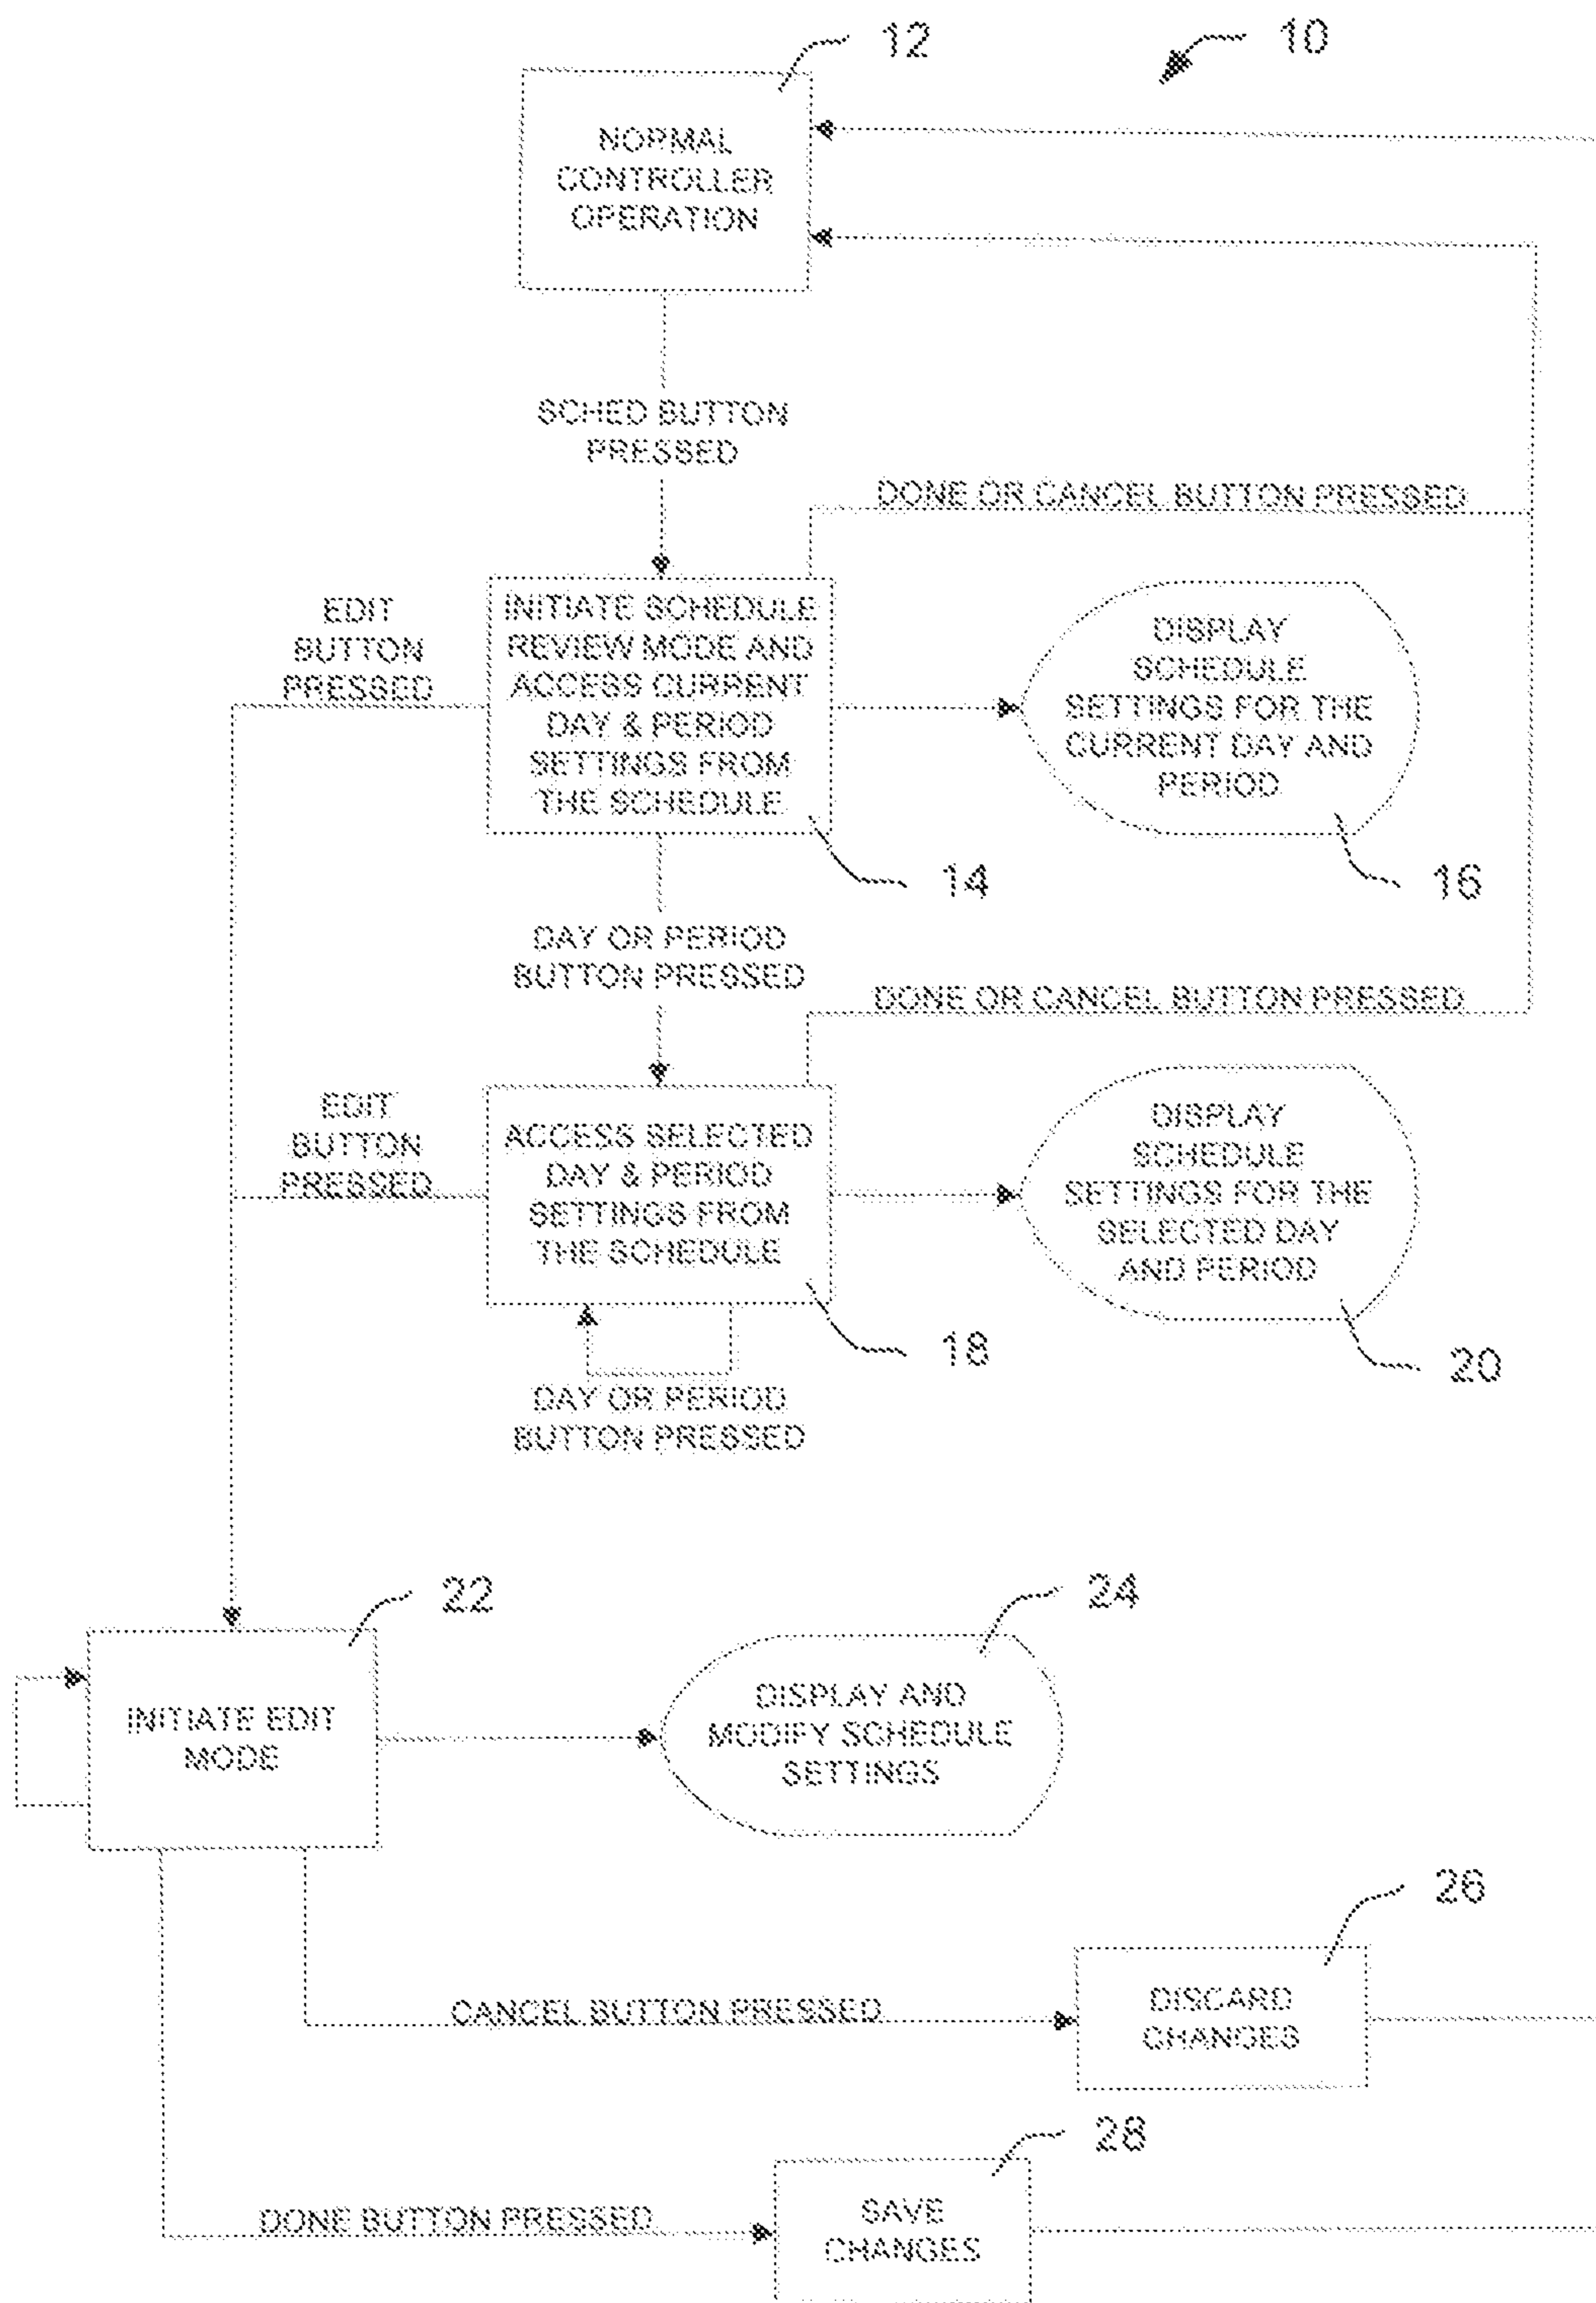 12
10
NORMAL
CONTROLLER
OPERATION
SCHED BUTTON
PRESSED
DONE OR CANCEL BUTTON PRESSED
EDIT
BUTTON
PRESSED
INITIATE SCHEDULE
REVIEW MODE AND
ACCESS CURRENT
DAY & PERIOD
SETTINGS FROM
THE SCHEDULE
DISPLAY
SCHEDULE
SETTINGS FOR THE
CURRENT DAY AND
PERIOD
14
16
DAY OR PERIOD
BUTTON PRESSED
DONE OR CANCEL BUTTON PRESSED
EDIT
BUTTON
PRESSED
ACCESS SELECTED
DAY & PERIOD
SETTINGS FROM
THE SCHEDULE
DISPLAY
SCHEDULE
SETTINGS FOR THE
SELECTED DAY
AND PERIOD
18
20
DAY OR PERIOD
BUTTON PRESSED
22
24
INITIATE EDIT
MODE
DISPLAY AND
MODIFY SCHEDULE
SETTINGS
26
CANCEL BUTTON PRESSED
DISCARD
CHANGES
28
DONE BUTTON PRESSED
SAVE
CHANGES